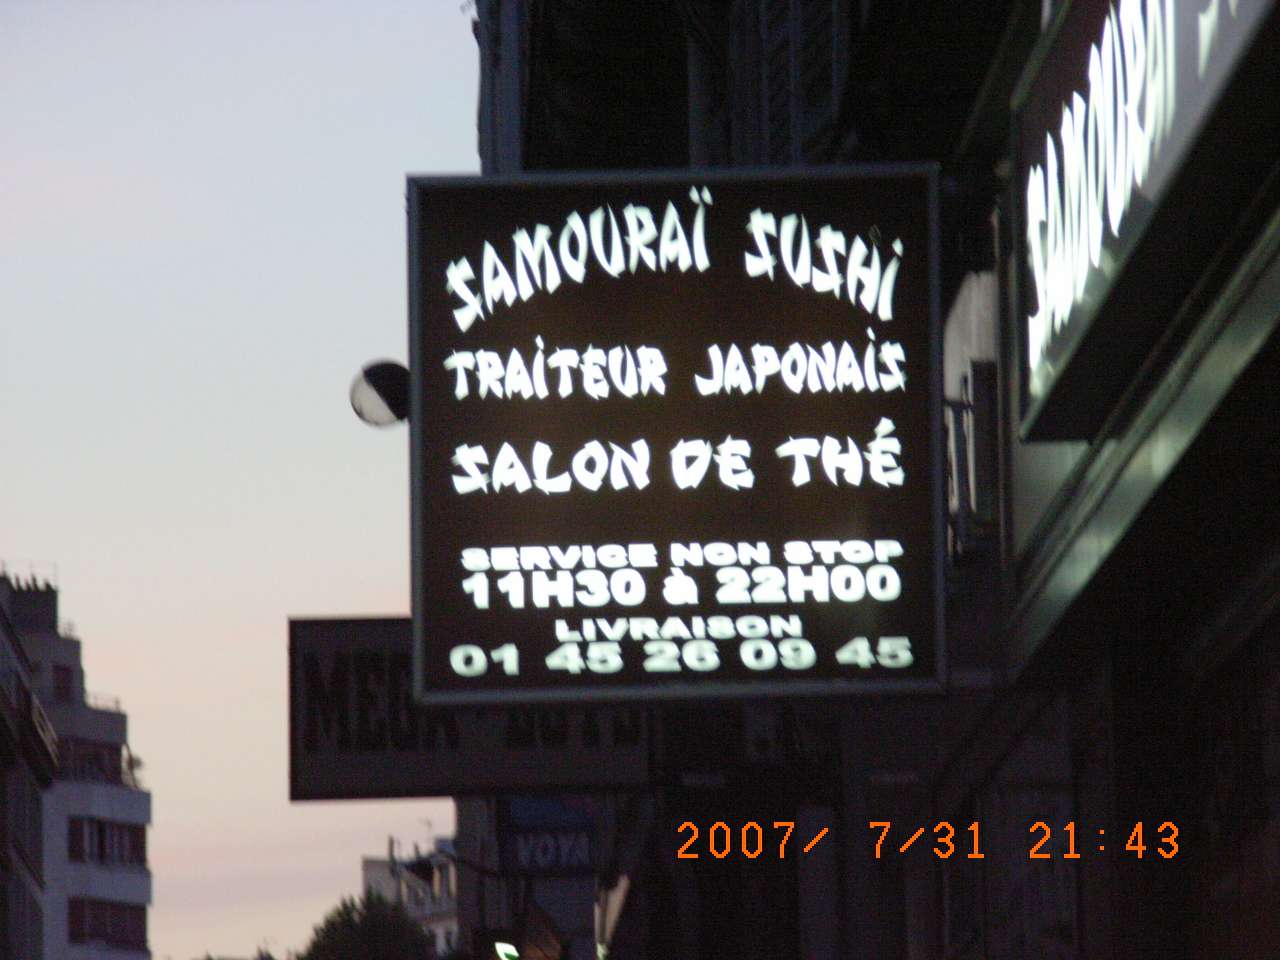 SAMOURAÏ SUSHI
TRAITEUR JAPONAIS
SALON DE THÉ
SERVICE NON STOP
11H30 à 22H00
LIVRAISON
01 45 26 09 45
SAMOURAÏ
VOYA
2007/ 7/31 21:43